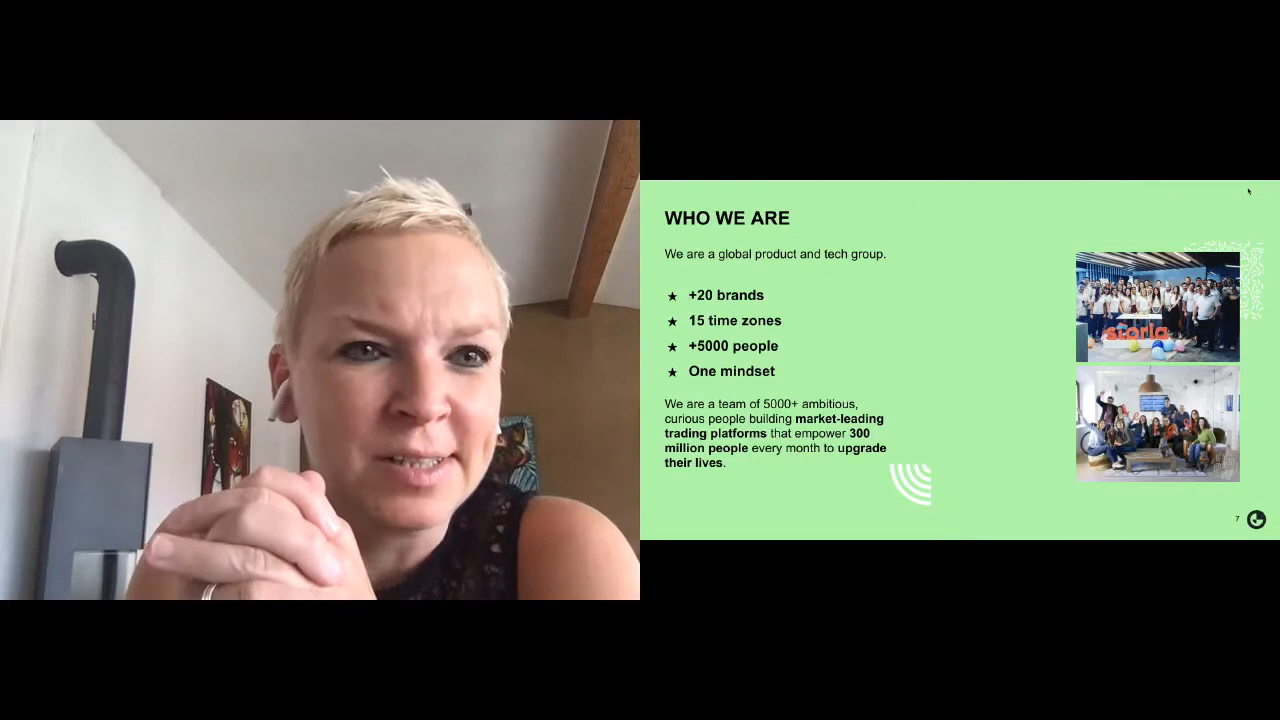 WHO WE ARE
We are a global product and tech group.
★ +20 brands
★ 15 time zones
★ +5000 people
★ One mindset
We are a team of 5000+ ambitious,
curious people building market-leading
trading platforms that empower 300
million people every month to upgrade
their lives.
storia
7